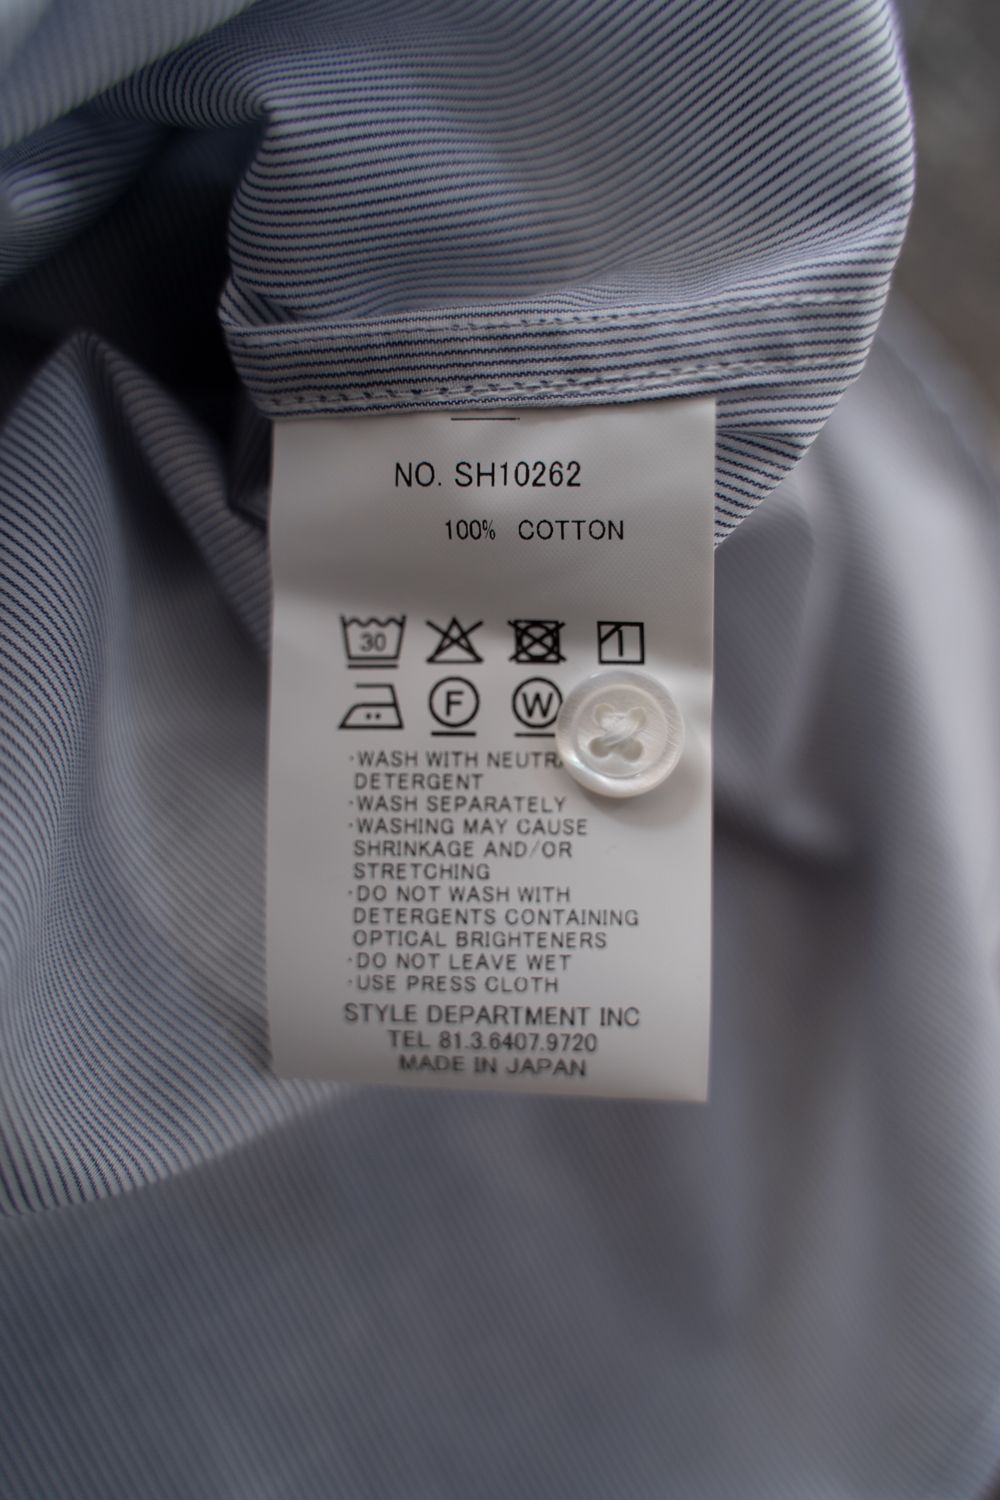 NO. SH10262
100% COTTON
30
F W
·WASH WITH
DETERGENT
·WASH SEPARATELY
·WASHING MAY CAUSE
SHRINKAGE AND/OR
STRETCHING
·DO NOT WASH WITH
DETERGENTS CONTAINING
OPTICAL BRIGHTENERS
·DO NOT LEAVE WET
·USE PRESS CLOTH
STYLE DEPARTMENT INC
TEL 81.3.6407.9720
MADE IN JAPAN